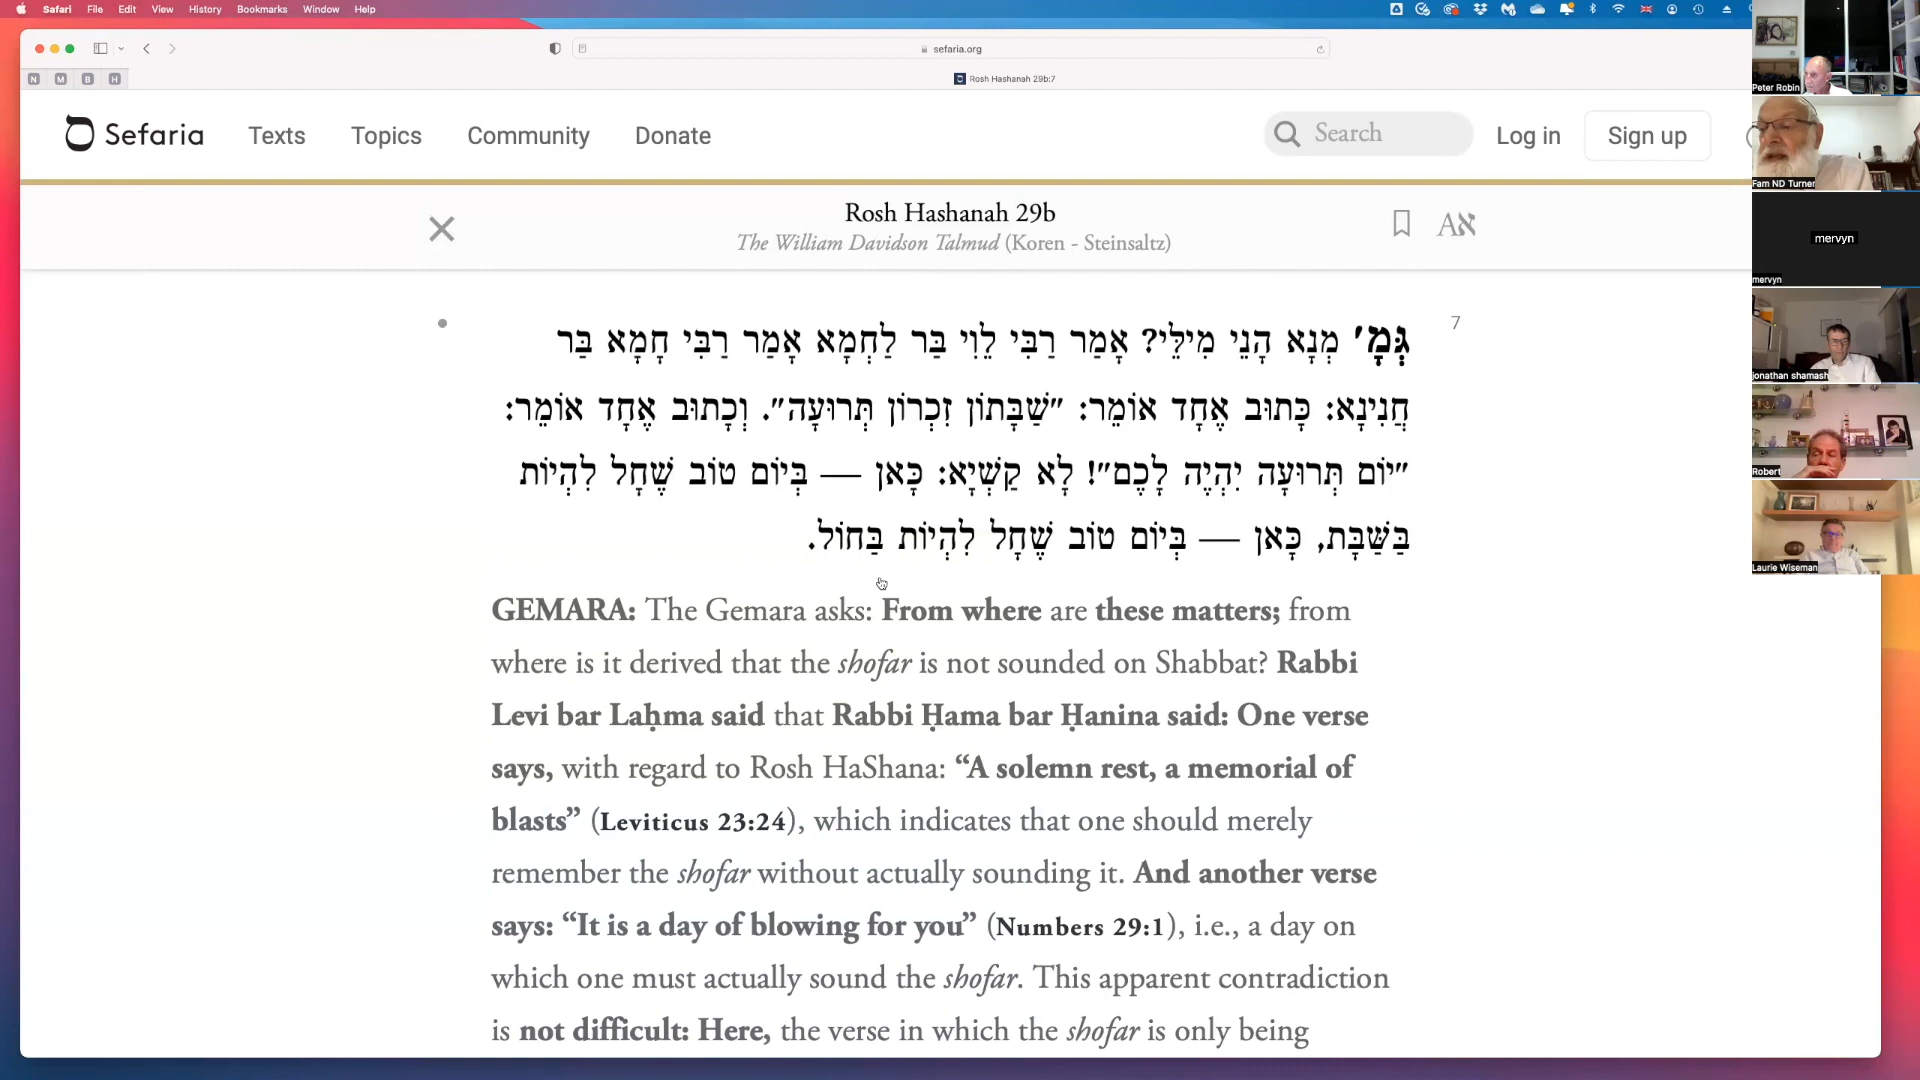 Safari File Edit View History Bookmarks Window Help
sefaria.org
N M B H
Rosh Hashanah 29b:7
Sefaria Texts Topics Community Donate Search Log in Sign up
Rosh Hashanah 29b
The William Davidson Talmud (Koren - Steinsaltz)
7
גְּמָ׳ מְנָא הָנֵי מִילֵּי? אָמַר רַבִּי לֵוִי בַּר לַחְמָא אָמַר רַבִּי חָמָא בַּר
חֲנִינָא: כָּתוּב אֶחָד אוֹמֵר: ״שַׁבָּתוֹן זִכְרוֹן תְּרוּעָה״. וְכָתוּב אֶחָד אוֹמֵר:
״יוֹם תְּרוּעָה יִהְיֶה לָכֶם״! לָא קַשְׁיָא: כָּאן — בְּיוֹם טוֹב שֶׁחָל לִהְיוֹת
בַּשַּׁבָּת, כָּאן — בְּיוֹם טוֹב שֶׁחָל לִהְיוֹת בַּחוֹל.
GEMARA: The Gemara asks: From where are these matters; from
where is it derived that the shofar is not sounded on Shabbat? Rabbi
Levi bar Laḥma said that Rabbi Ḥama bar Ḥanina said: One verse
says, with regard to Rosh HaShana: “A solemn rest, a memorial of
blasts” (Leviticus 23:24), which indicates that one should merely
remember the shofar without actually sounding it. And another verse
says: “It is a day of blowing for you” (Numbers 29:1), i.e., a day on
which one must actually sound the shofar. This apparent contradiction
is not difficult: Here, the verse in which the shofar is only being
Peter Robin
Fam ND Turner
mervyn
mervyn
jonathan shamash
Robert
Laurie Wiseman